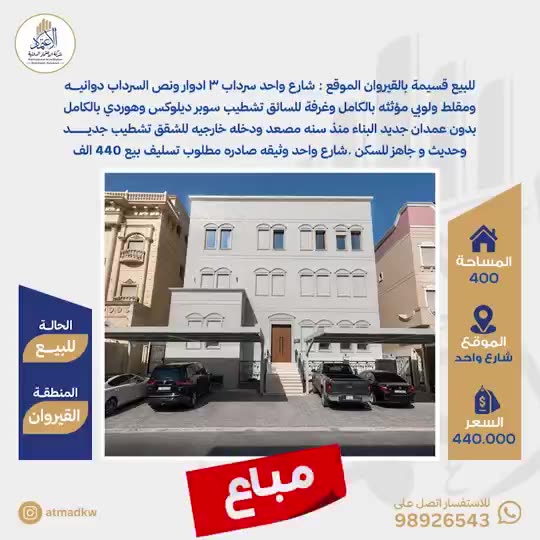 الإعتماد
للبيع قسيمة بالقيروان الموقع : شارع واحد سرداب ٣ ادوار ونص السرداب دوانيـه
ومقلط ولوبي مؤثثه بالكامل وغرفة للسائق تشطيب سوبر ديلوكس وهوردي بالكامل
بدون عمدان جديد البناء منذ سنه مصعد ودخله خارجيه للشقق تشطيب جديـــد
وحديث و جاهز للسكن ,شارع واحد وثيقه صادره مطلوب تسليف بيع 440 الف
المساحة
400
الموقع
شارع واحد
السعر
440.000
الحالة
للبيع
المنطقة
القيروان
مباع
atmadkw
للاستفسار اتصل على
98926543